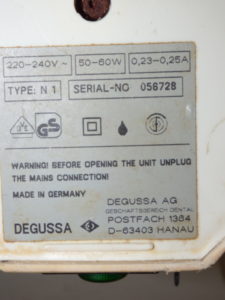 220-240V ~ 50-60W 0,23-0,25A
TYPE: N 1 SERIAL-NO 056728
GS
WARNING! BEFORE OPENING THE UNIT UNPLUG
THE MAINS CONNECTION!
MADE IN GERMANY
DEGUSSA AG
GESCHÄFTSBEREICH DENTAL
POSTFACH 1364
DEGUSSA D-63403 HANAU